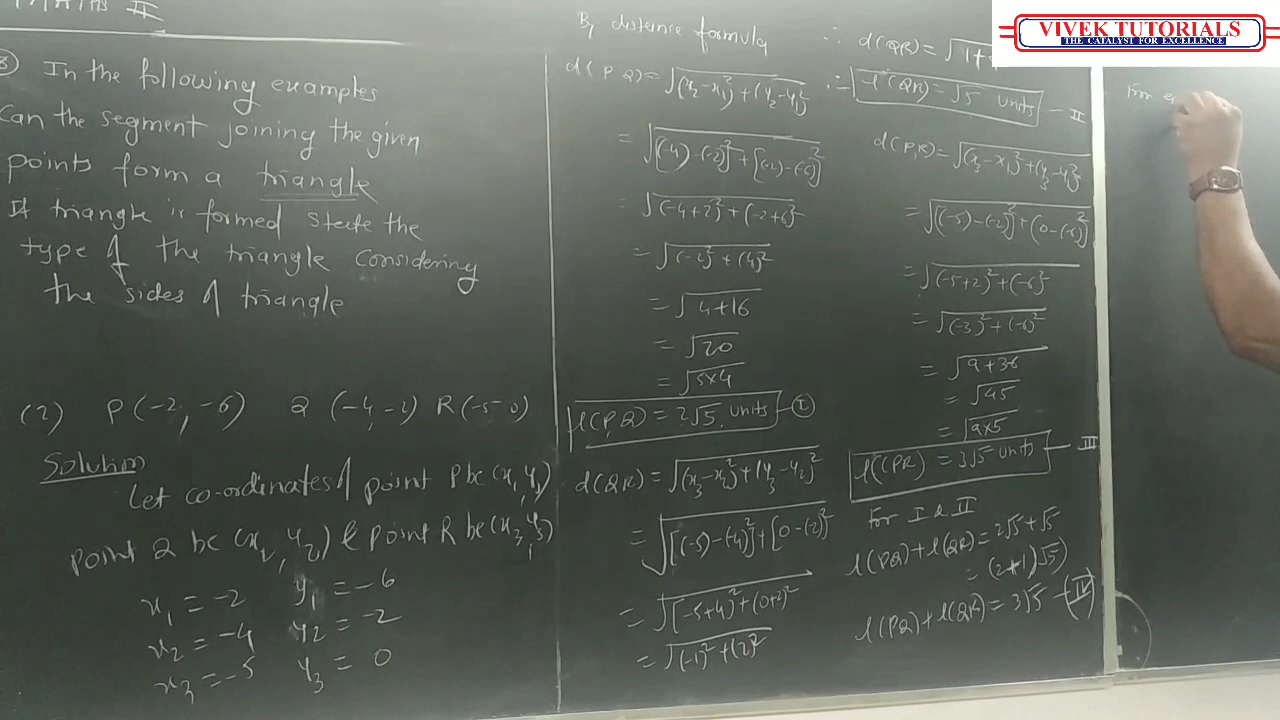 VIVEK TUTORIALS
THE CATALYST FOR EXCELLENCE
II
8) In the following examples
Can the segment joining the given
points form a triangle
If triangle is formed state the
type of the triangle considering
the sides of triangle
(2) P(-2, -6) Q (-4, -2) R(-5 0)
Solution
Let co-ordinates of point P be (x₁, y₁)
point Q be (x₂, y₂) & point R be (x₃, y₃)
x₁ = -2 y₁ = -6
x₂ = -4 y₂ = -2
x₃ = -5 y₃ = 0
By distance formula
d(P,Q) = √(x₂-x₁)²+(y₂-y₁)²
= √[(-4)-(-2)]²+[(-2)-(-6)]²
= √(-4+2)²+(-2+6)²
= √(-2)²+(4)²
= √4+16
= √20
= √5×4
l(P,Q) = 2√5 units - I
d(QR) = √(x₃-x₂)²+(y₃-y₂)²
= √[(-5)-(-4)]²+[0-(-2)]²
= √[-5+4)²+(0+2)²
= √(-1)²+(2)²
∴ d(QR) = √1+
∴ l(QR) = √5 units - II
d(P,R) = √(x₃-x₁)²+(y₃-y₁)²
= √[(-5)-(-2)]²+(0-(-6)]²
= √(-5+2)²+(-6)²
= √(-3)²+(-6)²
= √9+36
= √45
= √9×5
l(PR) = 3√5 units - III
For I & II
l(PQ)+l(QR) = 2√5+√5
= (2+1)√5)
l(PQ)+l(QR) = 3√5 - IV